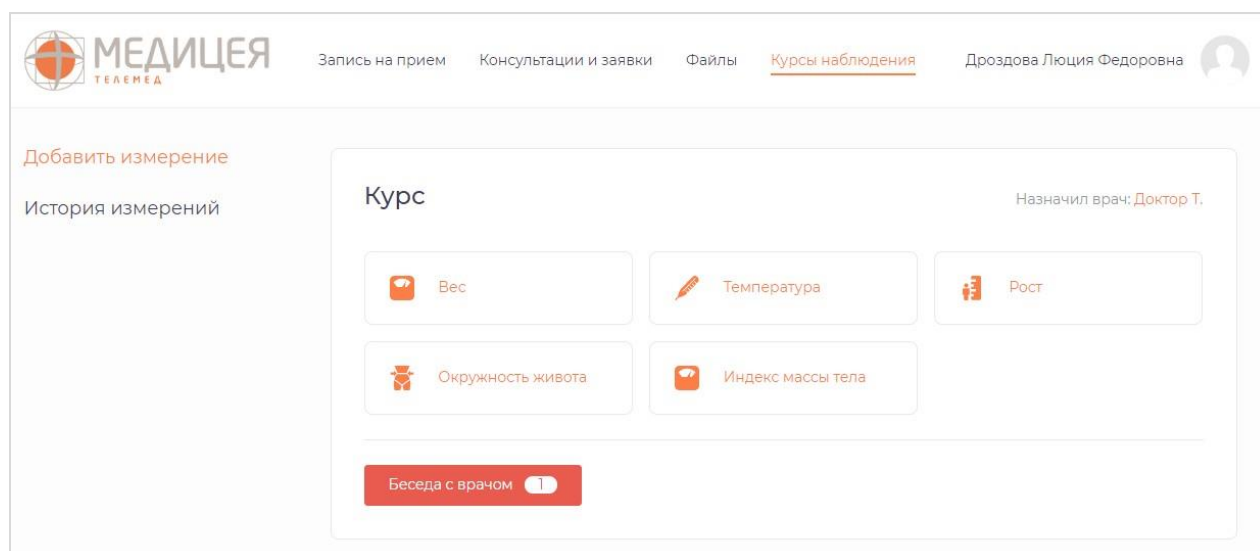 МЕДИЦЕЯ
ТЕЛЕМЕД
Запись на прием Консультации и заявки Файлы Курсы наблюдения Дроздова Люция Федоровна
Добавить измерение
История измерений
Курс
Назначил врач: Доктор Т.
Вес Температура Рост
Окружность живота Индекс массы тела
Беседа с врачом 1